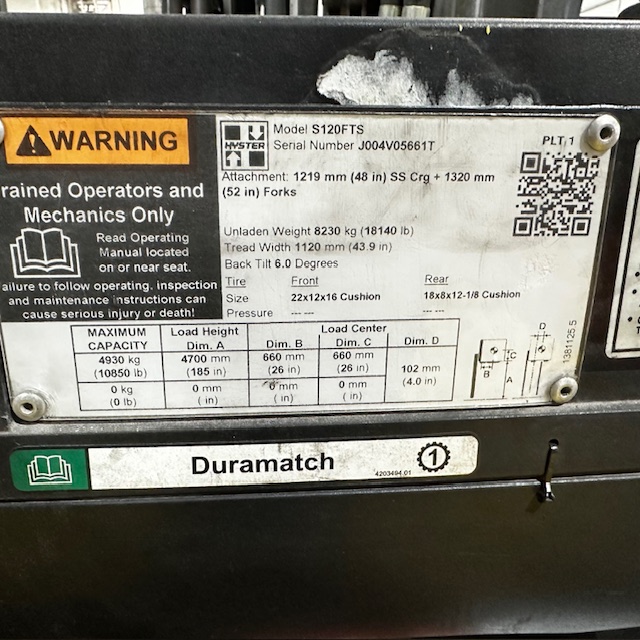 WARNING
rained Operators and
Mechanics Only
Read Operating
Manual located
on or near seat.
ailure to follow operating, inspection
and maintenance instructions can
cause serious injury or death!
HYSTER
Model S120FTS
Serial Number J004V05661T
PLT 1
Attachment: 1219 mm (48 in) SS Crg + 1320 mm
(52 in) Forks
Unladen Weight 8230 kg (18140 lb)
Tread Width 1120 mm (43.9 in)
Back Tilt 6.0 Degrees
Tire Front Rear
Size 22x12x16 Cushion 18x8x12-1/8 Cushion
Pressure --- --- --- ---
MAXIMUM CAPACITY Load Height Dim. A Load Center Dim. B Dim. C Dim. D
4930 kg (10850 lb) 4700 mm (185 in) 660 mm (26 in) 660 mm (26 in) 102 mm (4.0 in)
0 kg (0 lb) 0 mm ( in) 0 mm ( in) 0 mm ( in)
D
C
B
A
1381125 5
Duramatch
4203494 01
1